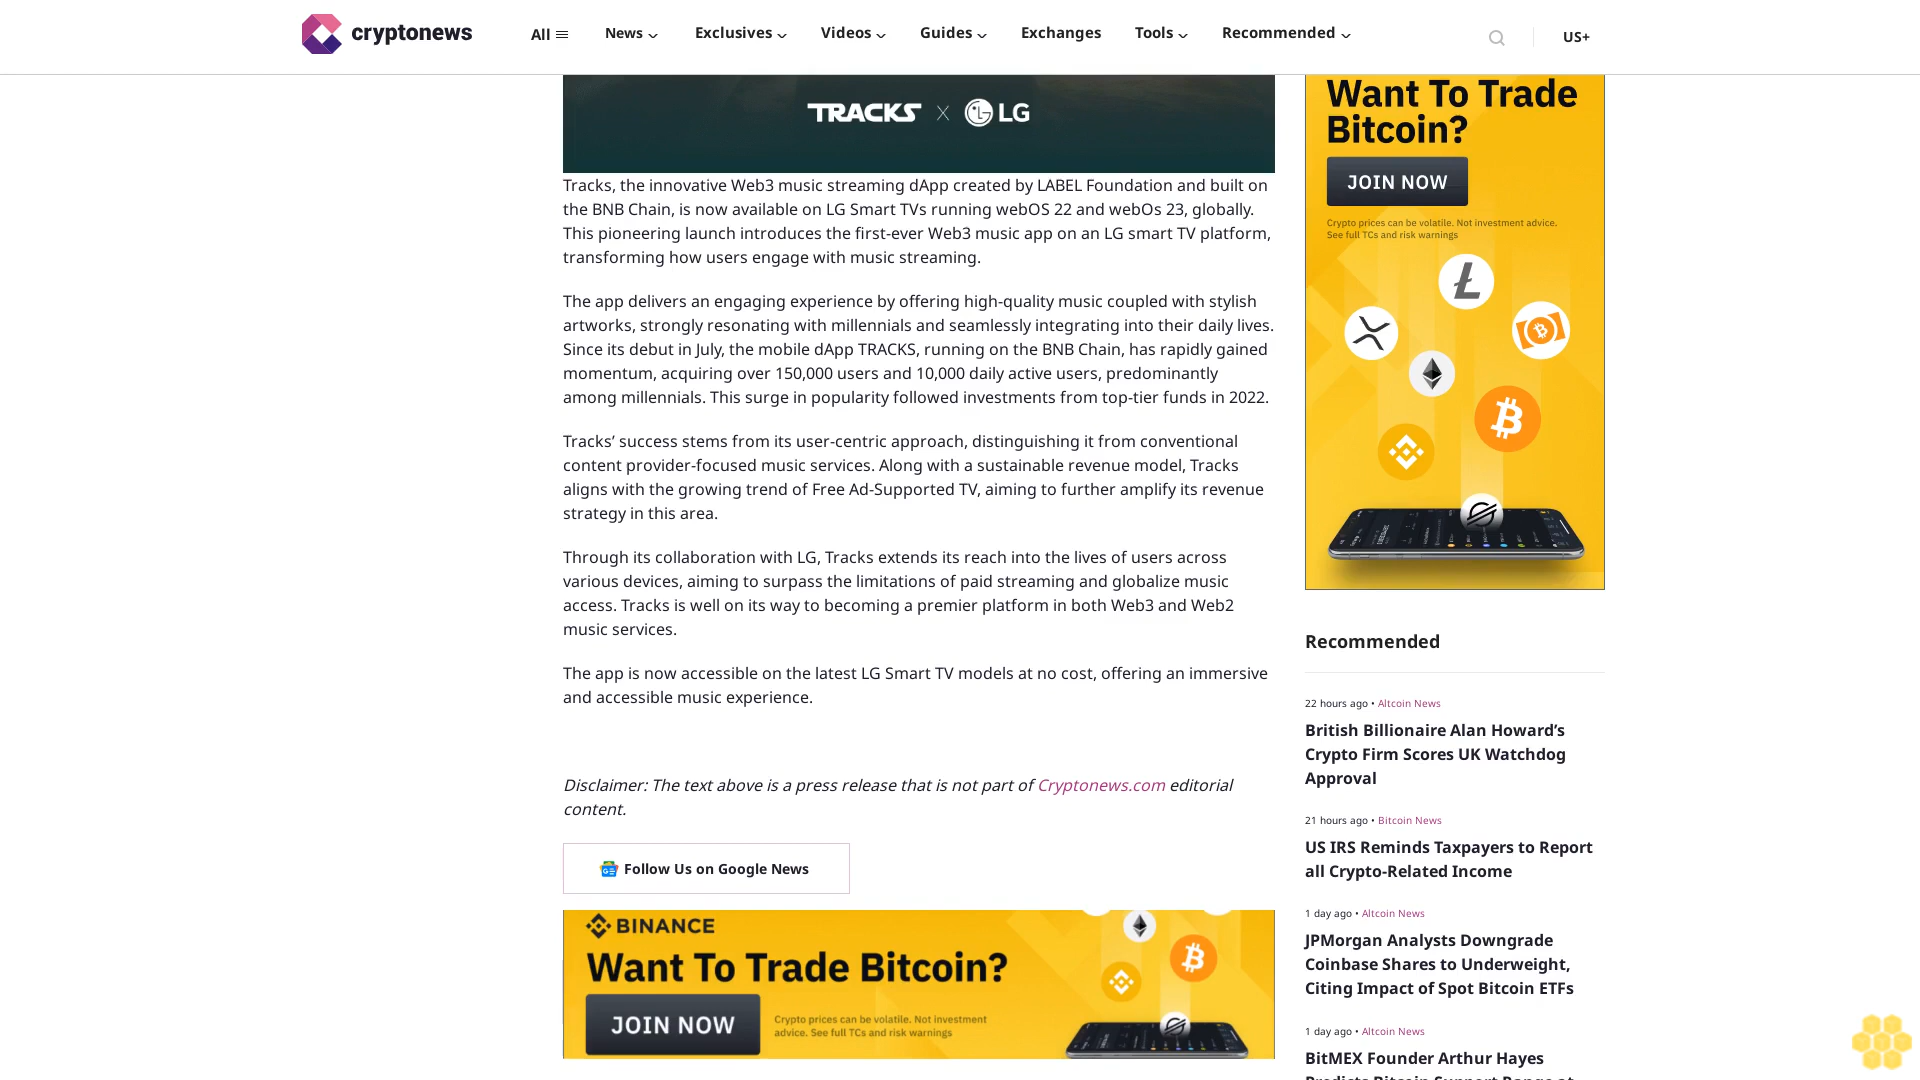 cryptonews
All
News
Exclusives
Videos
Guides
Exchanges
Tools
Recommended
US+
TRACKS X LG
Tracks, the innovative Web3 music streaming dApp created by LABEL Foundation and built on
the BNB Chain, is now available on LG Smart TVs running webOS 22 and webOs 23, globally.
This pioneering launch introduces the first-ever Web3 music app on an LG smart TV platform,
transforming how users engage with music streaming.
The app delivers an engaging experience by offering high-quality music coupled with stylish
artworks, strongly resonating with millennials and seamlessly integrating into their daily lives.
Since its debut in July, the mobile dApp TRACKS, running on the BNB Chain, has rapidly gained
momentum, acquiring over 150,000 users and 10,000 daily active users, predominantly
among millennials. This surge in popularity followed investments from top-tier funds in 2022.
Tracks’ success stems from its user-centric approach, distinguishing it from conventional
content provider-focused music services. Along with a sustainable revenue model, Tracks
aligns with the growing trend of Free Ad-Supported TV, aiming to further amplify its revenue
strategy in this area.
Through its collaboration with LG, Tracks extends its reach into the lives of users across
various devices, aiming to surpass the limitations of paid streaming and globalize music
access. Tracks is well on its way to becoming a premier platform in both Web3 and Web2
music services.
The app is now accessible on the latest LG Smart TV models at no cost, offering an immersive
and accessible music experience.
Disclaimer: The text above is a press release that is not part of Cryptonews.com editorial
content.
Follow Us on Google News
BINANCE
Want To Trade Bitcoin?
JOIN NOW
Crypto prices can be volatile. Not investment
advice. See full TCs and risk warnings
Want To Trade
Bitcoin?
JOIN NOW
Crypto prices can be volatile. Not investment advice.
See full TCs and risk warnings
Recommended
22 hours ago • Altcoin News
British Billionaire Alan Howard’s
Crypto Firm Scores UK Watchdog
Approval
21 hours ago • Bitcoin News
US IRS Reminds Taxpayers to Report
all Crypto-Related Income
1 day ago • Altcoin News
JPMorgan Analysts Downgrade
Coinbase Shares to Underweight,
Citing Impact of Spot Bitcoin ETFs
1 day ago • Altcoin News
BitMEX Founder Arthur Hayes
Predicts Bitcoin Support Range at